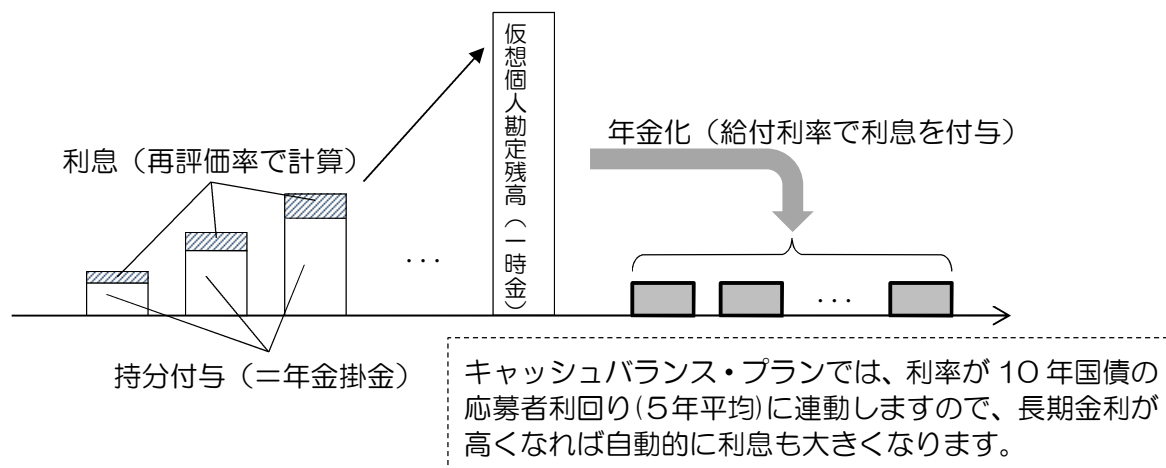 仮想個人勘定残高（一時金）
年金化（給付利率で利息を付与）
利息（再評価率で計算）
･･･
･･･
持分付与（＝年金掛金）
キャッシュバランス・プランでは、利率が 10 年国債の
応募者利回り(５年平均)に連動しますので、長期金利が
高くなれば自動的に利息も大きくなります。